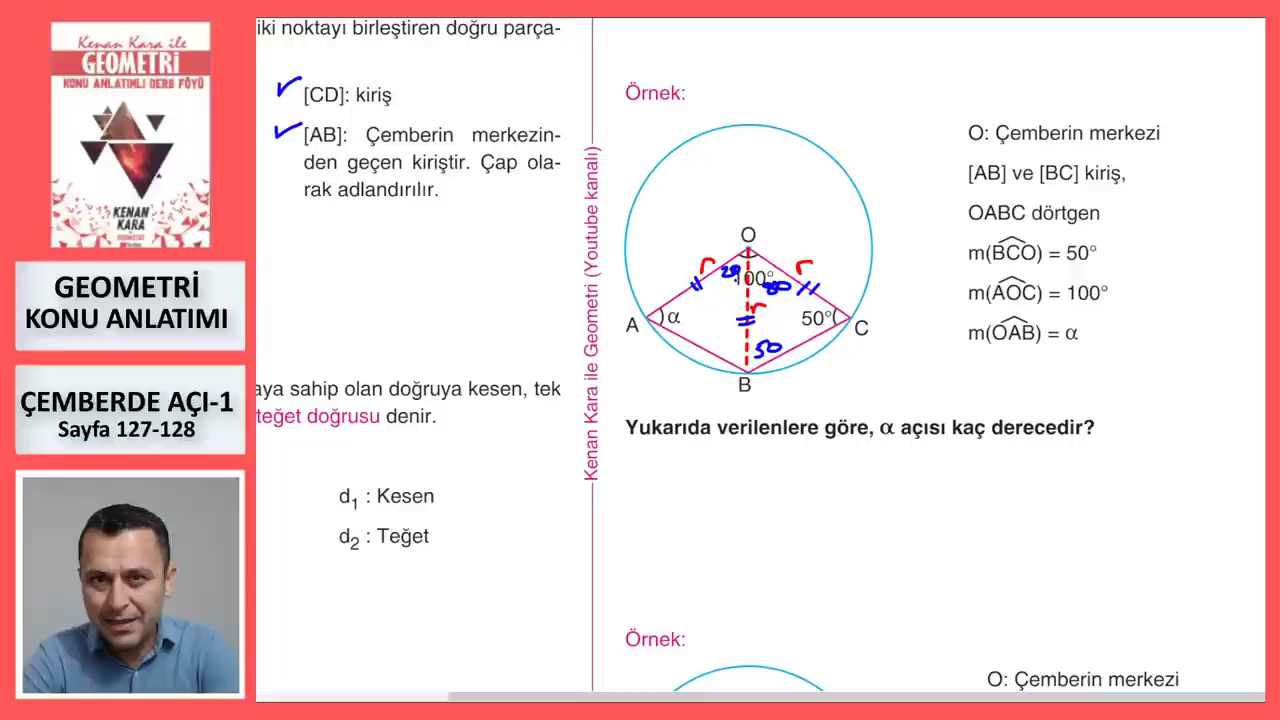 Kenan Kara ile
GEOMETRİ
KONU ANLATIMLI DERS FÖYÜ
KENAN
KARA
GEOMETRİ
KONU ANLATIMI
ÇEMBERDE AÇI-1
Sayfa 127-128
iki noktayı birleştiren doğru parça-
[CD]: kiriş
[AB]: Çemberin merkezin-
den geçen kiriştir. Çap ola-
rak adlandırılır.
aya sahip olan doğruya kesen, tek
teğet doğrusu denir.
d1 : Kesen
d2 : Teğet
Kenan Kara ile Geometri (Youtube kanalı)
Örnek:
O
r
r
100°
80
r
A
α
50°
C
50
B
O: Çemberin merkezi
[AB] ve [BC] kiriş,
OABC dörtgen
m(BCO) = 50°
m(AOC) = 100°
m(OAB) = α
Yukarıda verilenlere göre, α açısı kaç derecedir?
Örnek:
O: Çemberin merkezi